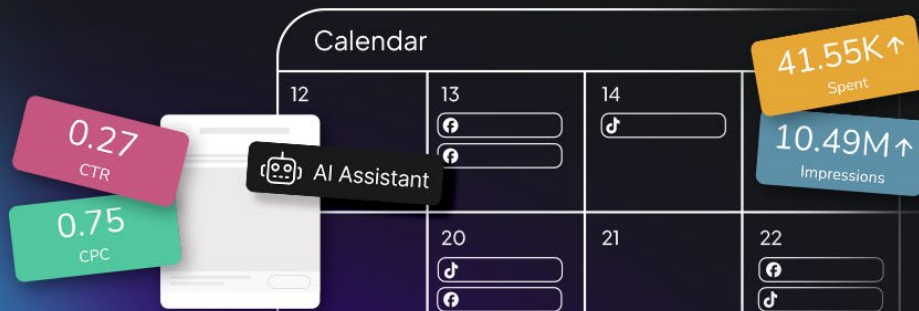 Calendar
41.55K↑
Spent
12
13
14
10.49M↑
Impressions
0.27
CTR
AI Assistant
0.75
CPC
20
21
22